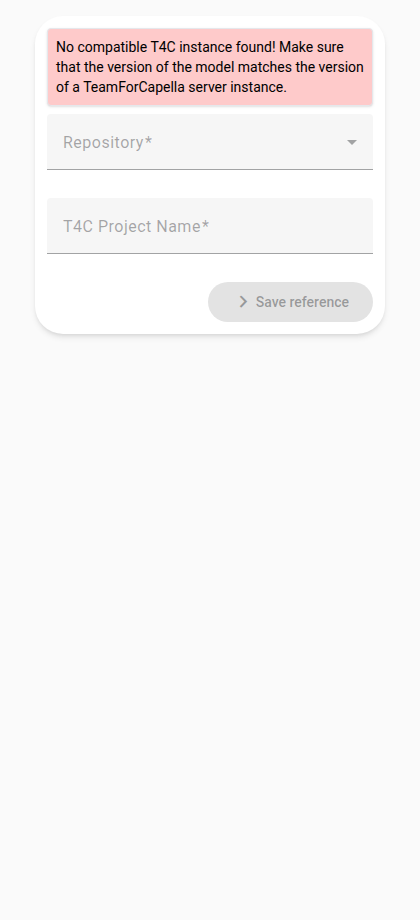 No compatible T4C instance found! Make sure
that the version of the model matches the version
of a TeamForCapella server instance.
Repository*
T4C Project Name*
Save reference